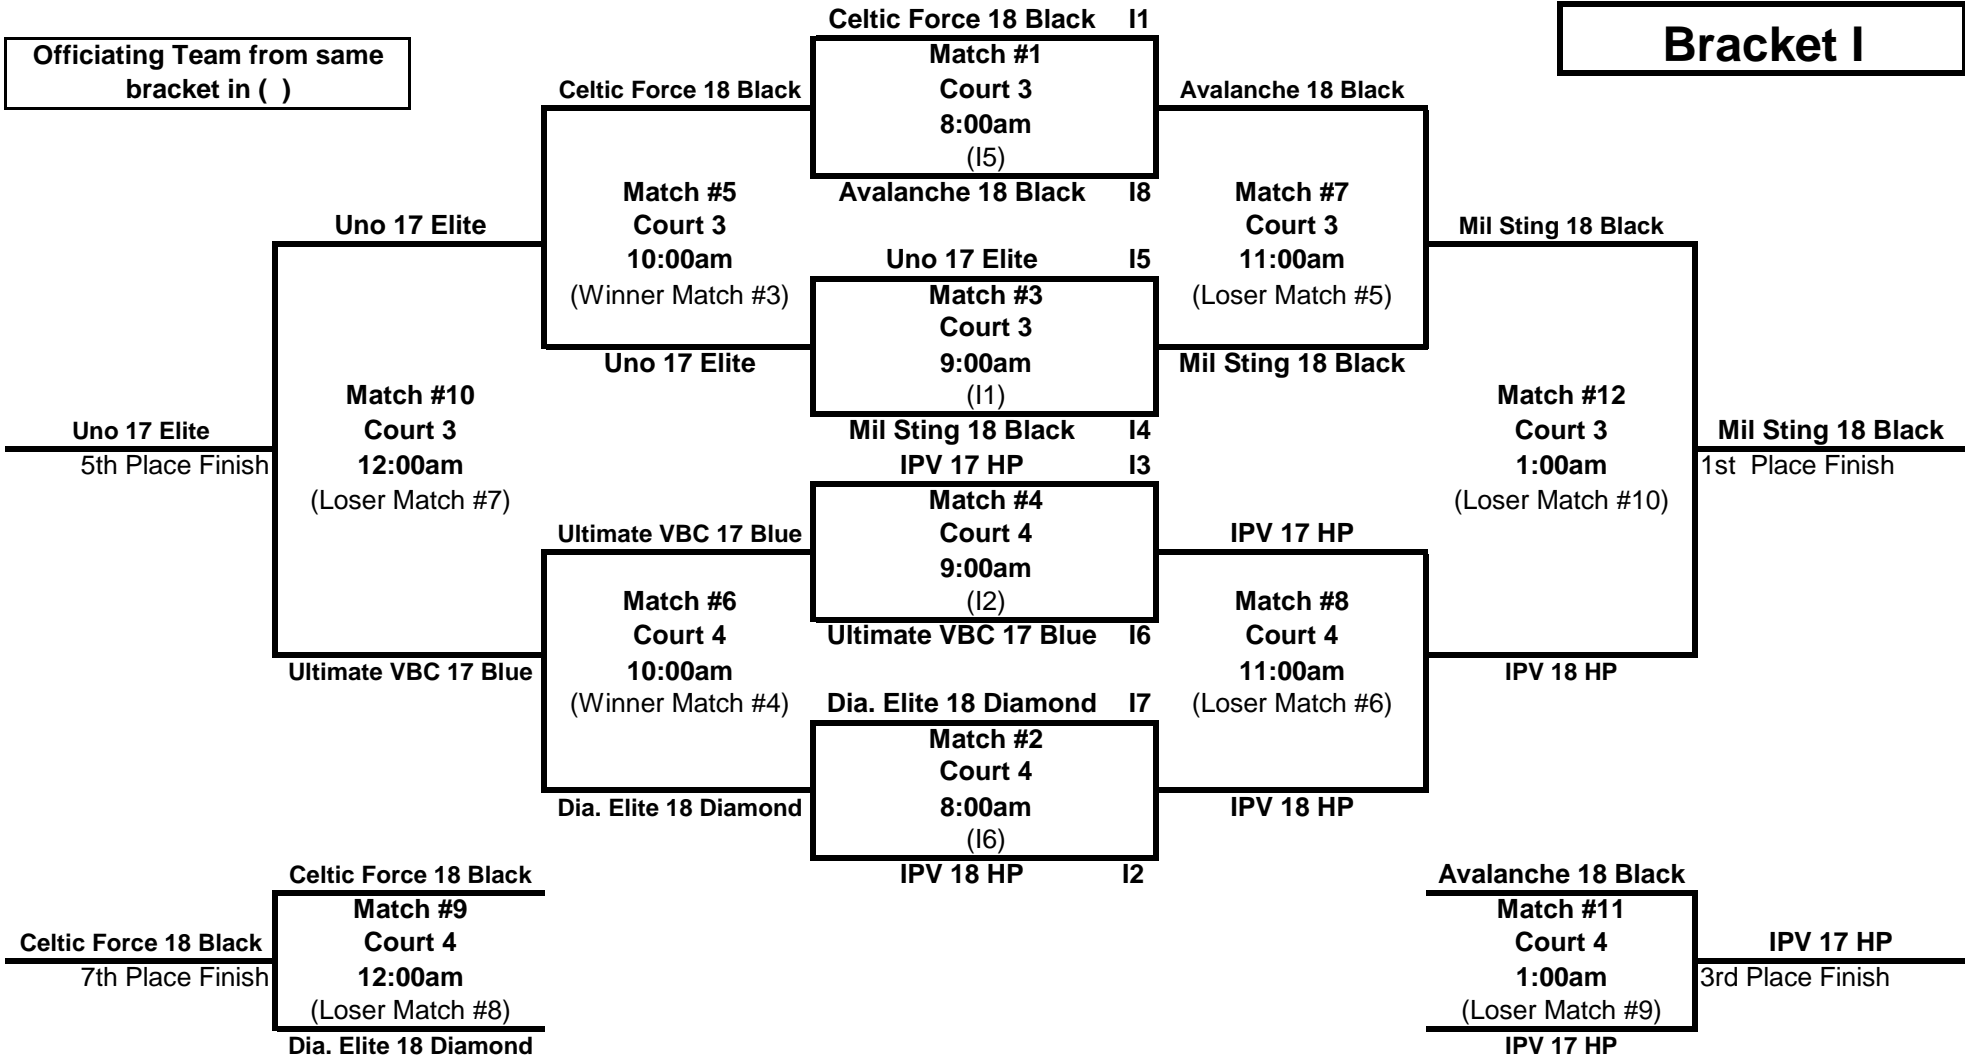 Celtic Force 18 Black I1
Bracket I
Officiating Team from same
bracket in ( )
Match #1
Court 3
8:00am
(I5)
Celtic Force 18 Black
Avalanche 18 Black
Avalanche 18 Black I8
Match #5
Court 3
10:00am
(Winner Match #3)
Match #7
Court 3
11:00am
(Loser Match #5)
Uno 17 Elite
Mil Sting 18 Black
Uno 17 Elite I5
Match #3
Court 3
9:00am
(I1)
Uno 17 Elite
Mil Sting 18 Black
Mil Sting 18 Black I4
Match #10
Court 3
12:00am
(Loser Match #7)
Match #12
Court 3
1:00am
(Loser Match #10)
Uno 17 Elite
5th Place Finish
Mil Sting 18 Black
1st Place Finish
IPV 17 HP I3
Match #4
Court 4
9:00am
(I2)
Ultimate VBC 17 Blue
IPV 17 HP
Ultimate VBC 17 Blue I6
Match #6
Court 4
10:00am
(Winner Match #4)
Match #8
Court 4
11:00am
(Loser Match #6)
Ultimate VBC 17 Blue
IPV 18 HP
Dia. Elite 18 Diamond I7
Match #2
Court 4
8:00am
(I6)
Dia. Elite 18 Diamond
IPV 18 HP
IPV 18 HP I2
Celtic Force 18 Black
Match #9
Court 4
12:00am
(Loser Match #8)
Dia. Elite 18 Diamond
Celtic Force 18 Black
7th Place Finish
Avalanche 18 Black
Match #11
Court 4
1:00am
(Loser Match #9)
IPV 17 HP
IPV 17 HP
3rd Place Finish